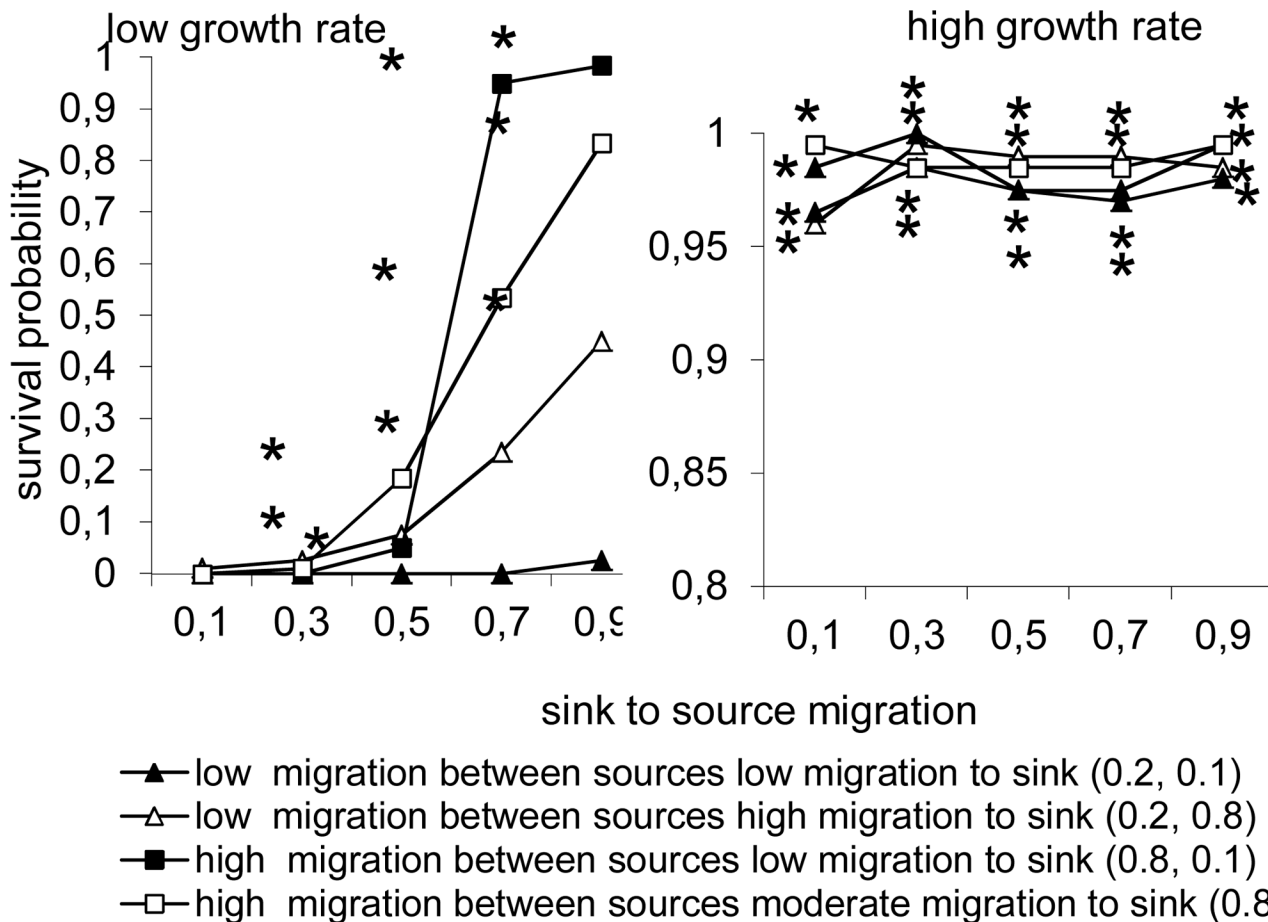 low growth rate
high growth rate
survival probability
1
0,9
0,8
0,7
0,6
0,5
0,4
0,3
0,2
0,1
0
0,1 0,3 0,5 0,7 0,9
1
0,95
0,9
0,85
0,8
0,1 0,3 0,5 0,7 0,9
sink to source migration
low migration between sources low migration to sink (0.2, 0.1)
low migration between sources high migration to sink (0.2, 0.8)
high migration between sources low migration to sink (0.8, 0.1)
high migration between sources moderate migration to sink (0.8